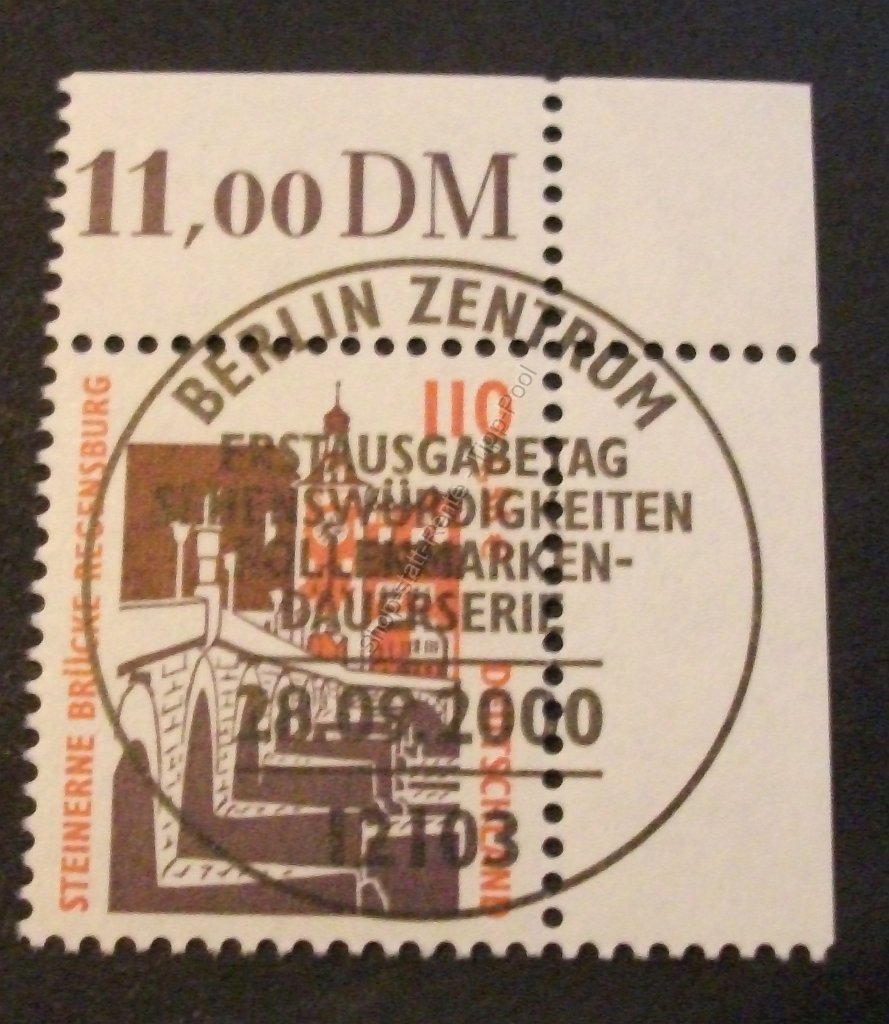 11,00 DM
BERLIN ZENTRUM
110
ERSTAUSGABETAG
SEHENSWÜRDIGKEITEN
ROLLENMARKEN-
DAUERSERIE
28.09.2000
12103
STEINERNE BRÜCKE REGENSBURG
DEUTSCHLAND